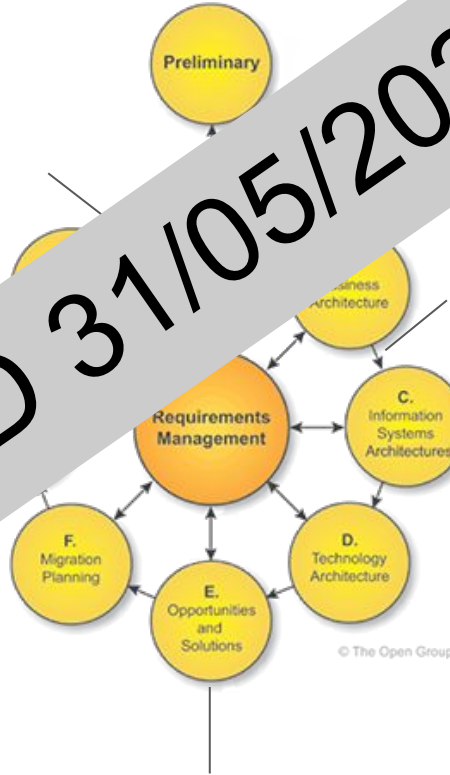 Preliminary
D 31/05/202
siness
Architecture
Requirements
Management
C.
Information
Systems
Architectures
F.
Migration
Planning
D.
Technology
Architecture
E.
Opportunities
and
Solutions
© The Open Group